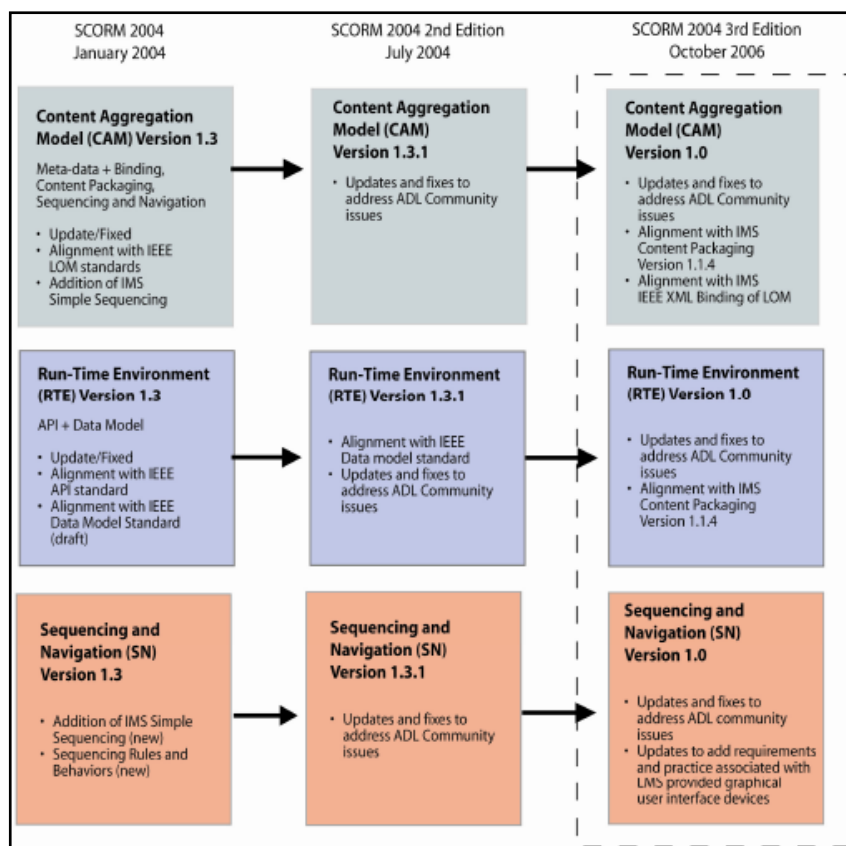 SCORM 2004
January 2004
SCORM 2004 2nd Edition
July 2004
SCORM 2004 3rd Edition
October 2006
Content Aggregation
Model (CAM) Version 1.3
Meta-data + Binding,
Content Packaging,
Sequencing and Navigation
• Update/Fixed
• Alignment with IEEE
LOM standards
• Addition of IMS
Simple Sequencing
Content Aggregation
Model (CAM)
Version 1.3.1
• Updates and fixes to
address ADL Community
issues
Content Aggregation
Model (CAM)
Version 1.0
• Updates and fixes to
address ADL Community
issues
• Alignment with IMS
Content Packaging
Version 1.1.4
• Alignment with IMS
IEEE XML Binding of LOM
Run-Time Environment
(RTE) Version 1.3
API + Data Model
• Update/Fixed
• Alignment with IEEE
API standard
• Alignment with IEEE
Data Model Standard
(draft)
Run-Time Environment
(RTE) Version 1.3.1
• Alignment with IEEE
Data model standard
• Updates and fixes to
address ADL Community
issues
Run-Time Environment
(RTE) Version 1.0
• Updates and fixes to
address ADL Community
issues
• Alignment with IMS
Content Packaging
Version 1.1.4
Sequencing and
Navigation (SN)
Version 1.3
• Addition of IMS Simple
Sequencing (new)
• Sequencing Rules and
Behaviors (new)
Sequencing and
Navigation (SN)
Version 1.3.1
• Updates and fixes to
address ADL Community
issues
Sequencing and
Navigation (SN)
Version 1.0
• Updates and fixes to
address ADL community
issues
• Updates to add requirements
and practice associated with
LMS provided graphical
user interface devices